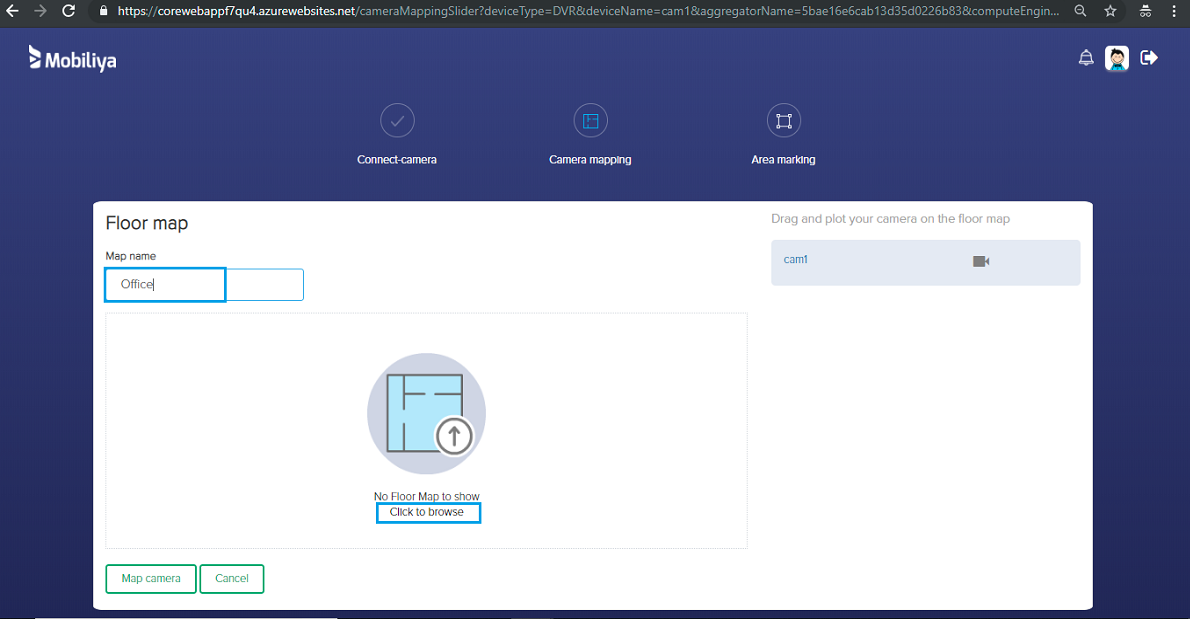 https://corewebappf7qu4.azurewebsites.net/cameraMappingSlider?deviceType=DVR&deviceName=cam1&aggregatorName=5bae16e6cab13d35d0226b83&computeEngin...
Mobiliya
Connect-camera
Camera mapping
Area marking
Floor map
Drag and plot your camera on the floor map
Map name
cam1
Office
No Floor Map to show
Click to browse
Map camera
Cancel